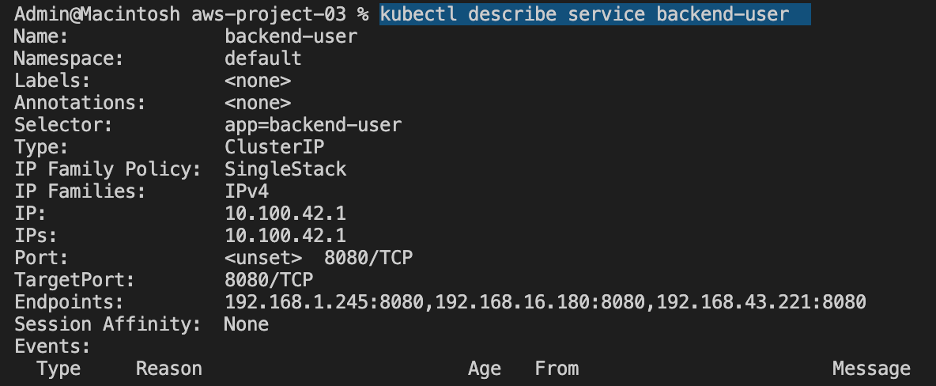 Admin@Macintosh aws-project-03 % kubectl describe service backend-user
Name: backend-user
Namespace: default
Labels: <none>
Annotations: <none>
Selector: app=backend-user
Type: ClusterIP
IP Family Policy: SingleStack
IP Families: IPv4
IP: 10.100.42.1
IPs: 10.100.42.1
Port: <unset> 8080/TCP
TargetPort: 8080/TCP
Endpoints: 192.168.1.245:8080,192.168.16.180:8080,192.168.43.221:8080
Session Affinity: None
Events:
Type Reason Age From Message